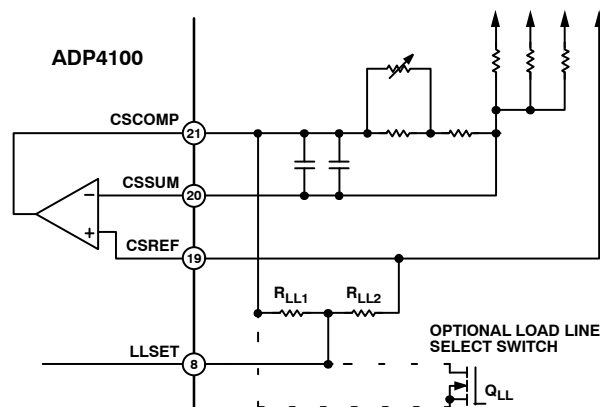 ADP4100
CSCOMP
21
CSSUM
20
CSREF
19
RLL1
RLL2
OPTIONAL LOAD LINE
SELECT SWITCH
LLSET
8
QLL